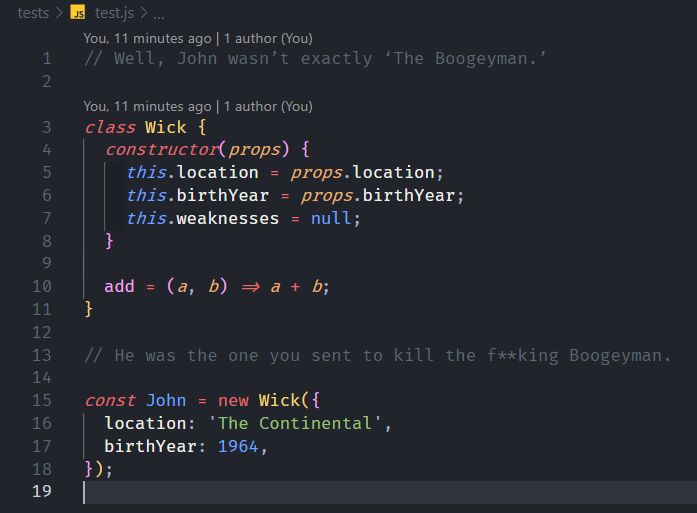 tests > JS test.js > ...
You, 11 minutes ago | 1 author (You)
1 // Well, John wasn’t exactly ‘The Boogeyman.’
2
You, 11 minutes ago | 1 author (You)
3 class Wick {
4 constructor(props) {
5 this.location = props.location;
6 this.birthYear = props.birthYear;
7 this.weaknesses = null;
8 }
9
10 add = (a, b) => a + b;
11 }
12
13 // He was the one you sent to kill the f**king Boogeyman.
14
15 const John = new Wick({
16 location: 'The Continental',
17 birthYear: 1964,
18 });
19